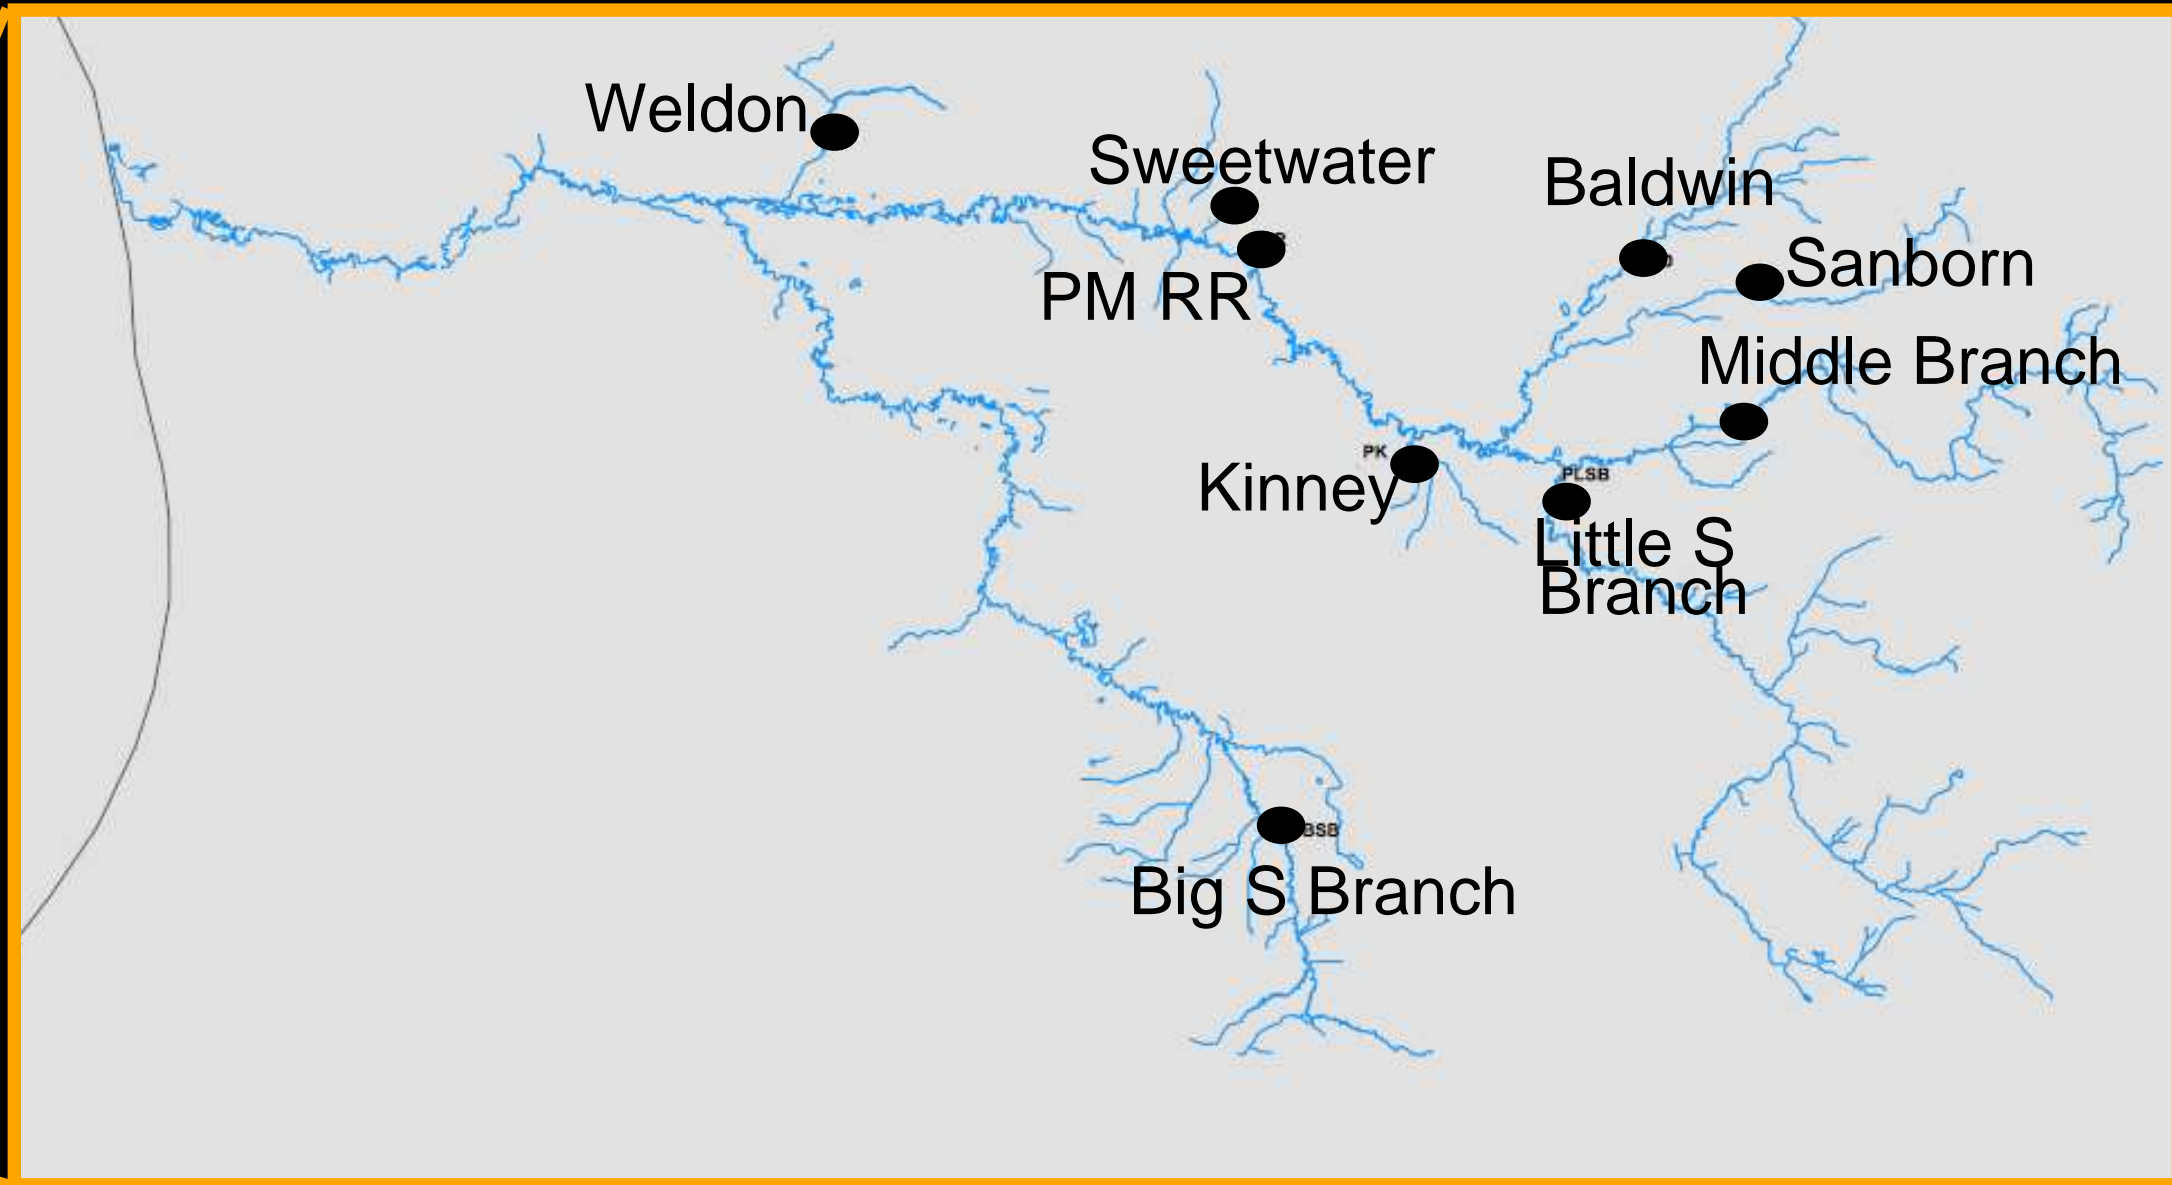 Weldon
Sweetwater
Baldwin
Sanborn
PM RR
Middle Branch
PK
Kinney
PLSB
Little S
Branch
BSB
Big S Branch